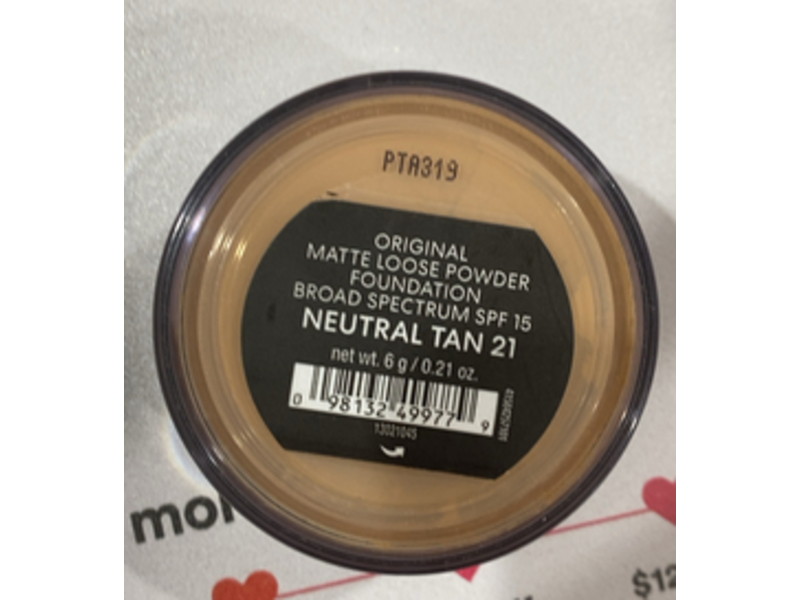 PTA319
ORIGINAL
MATTE LOOSE POWDER
FOUNDATION
BROAD SPECTRUM SPF 15
NEUTRAL TAN 21
net wt. 6 g / 0.21 oz.
0 98132 49977 9
13021045
$12